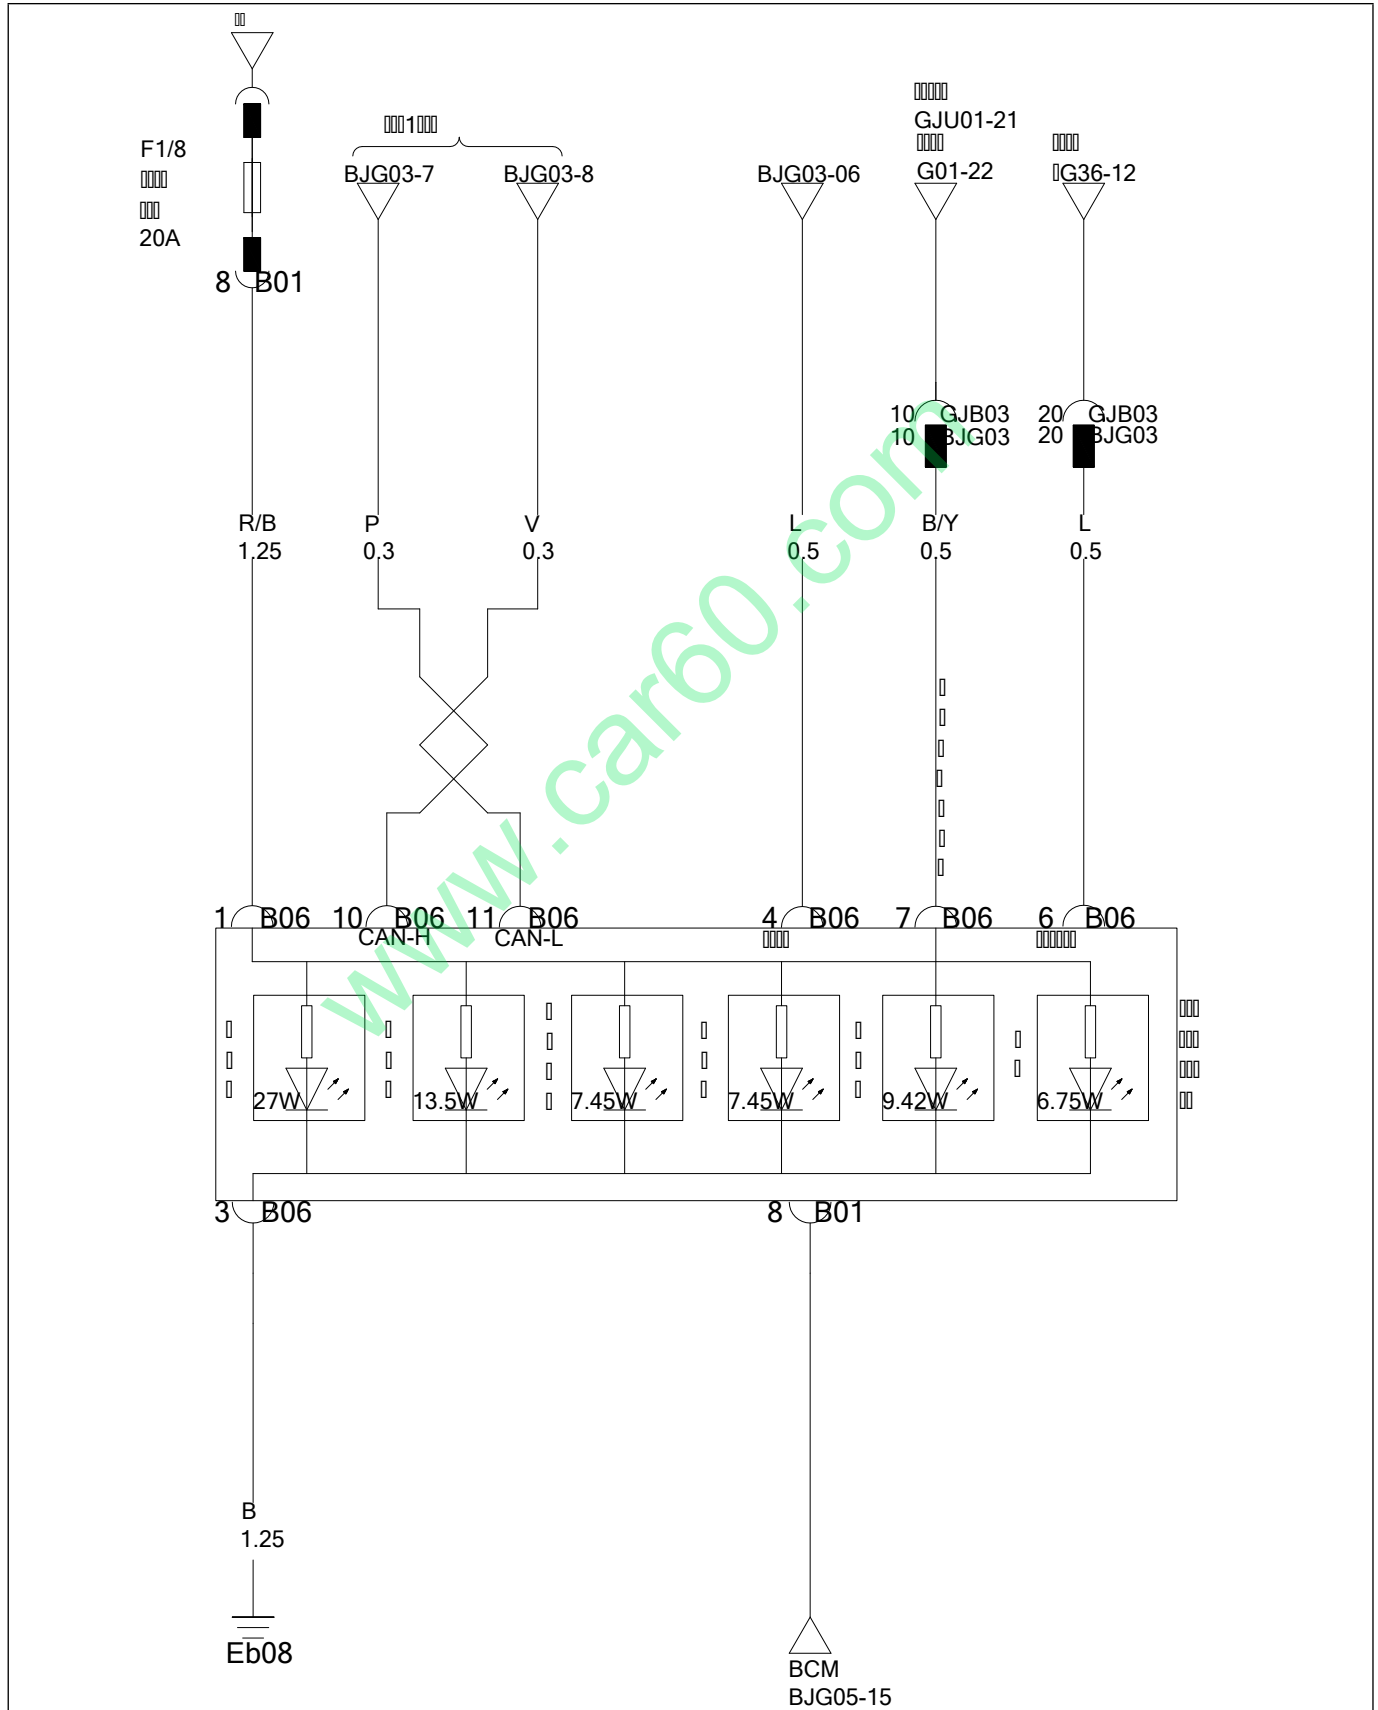 F1/8
20A
8 B01
1
BJG03-7
BJG03-8
BJG03-06
GJU01-21
G01-22
G36-12
10 GJB03
10 BJG03
20 GJB03
20 BJG03
R/B
1.25
P
0.3
V
0.3
L
0.5
B/Y
0.5
L
0.5
www.car60.com
1 B06
10 B06
CAN-H
11 B06
CAN-L
4 B06
7 B06
6 B06
27W
13.5W
7.45W
7.45W
9.42W
6.75W
3 B06
8 B01
B
1.25
Eb08
BCM
BJG05-15